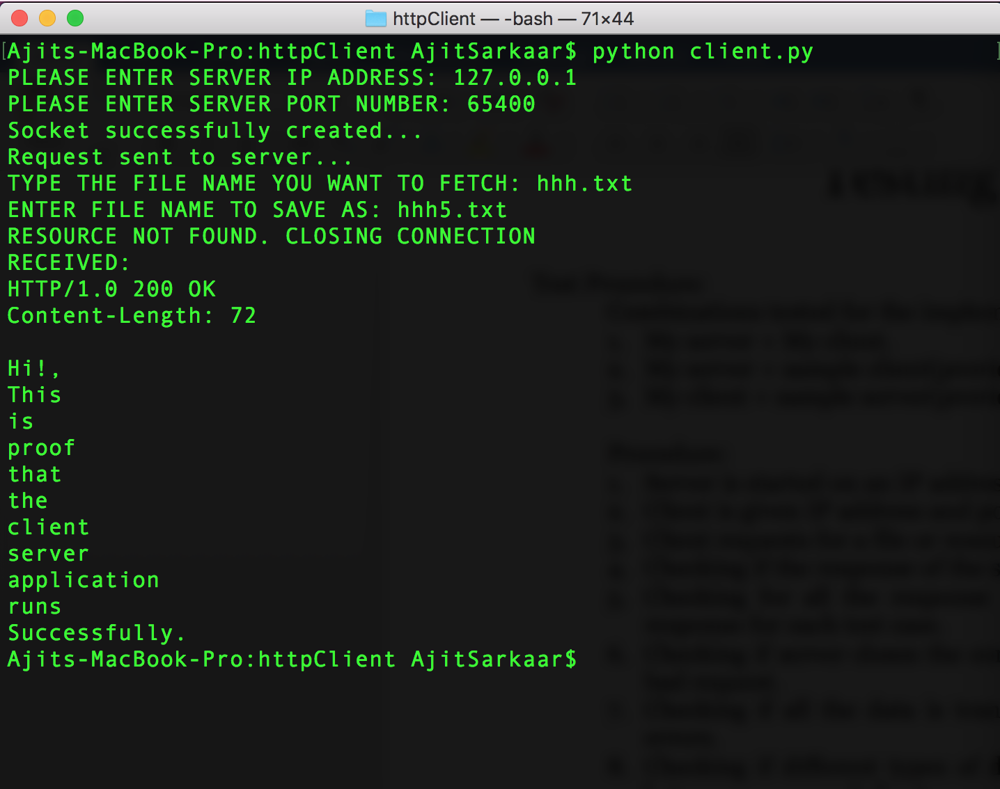 httpClient — -bash — 71×44
Ajits-MacBook-Pro:httpClient AjitSarkaar$ python client.py
PLEASE ENTER SERVER IP ADDRESS: 127.0.0.1
PLEASE ENTER SERVER PORT NUMBER: 65400
Socket successfully created...
Request sent to server...
TYPE THE FILE NAME YOU WANT TO FETCH: hhh.txt
ENTER FILE NAME TO SAVE AS: hhh5.txt
RESOURCE NOT FOUND. CLOSING CONNECTION
RECEIVED:
HTTP/1.0 200 OK
Content-Length: 72

Hi!,
This
is
proof
that
the
client
server
application
runs
Successfully.
Ajits-MacBook-Pro:httpClient AjitSarkaar$